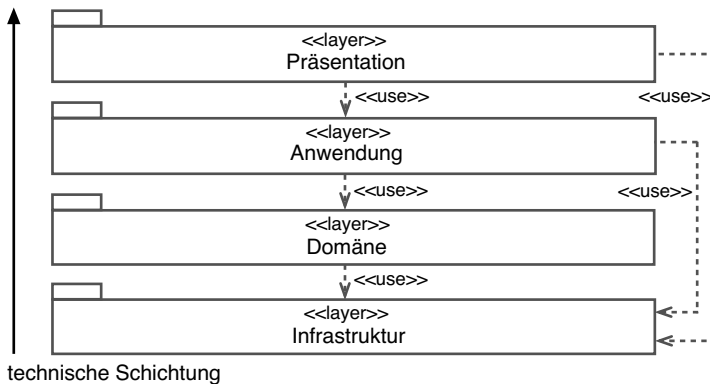 <<layer>>
Präsentation
<<use>>
<<use>>
<<layer>>
Anwendung
<<use>>
<<use>>
<<layer>>
Domäne
<<use>>
<<layer>>
Infrastruktur
technische Schichtung